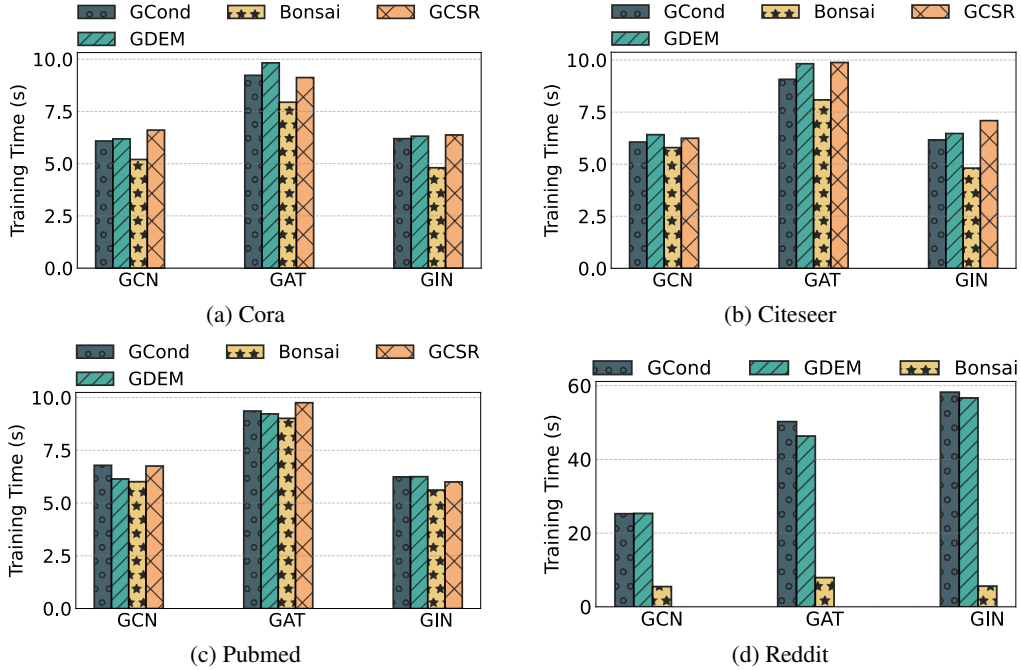 GCond Bonsai GCSR
GDEM
Training Time (s)
10.0
7.5
5.0
2.5
0.0
GCN GAT GIN
(a) Cora
GCond Bonsai GCSR
GDEM
Training Time (s)
10.0
7.5
5.0
2.5
0.0
GCN GAT GIN
(b) Citeseer
GCond Bonsai GCSR
GDEM
Training Time (s)
10.0
7.5
5.0
2.5
0.0
GCN GAT GIN
(c) Pubmed
GCond GDEM Bonsai
Training Time (s)
60
40
20
0
GCN GAT GIN
(d) Reddit